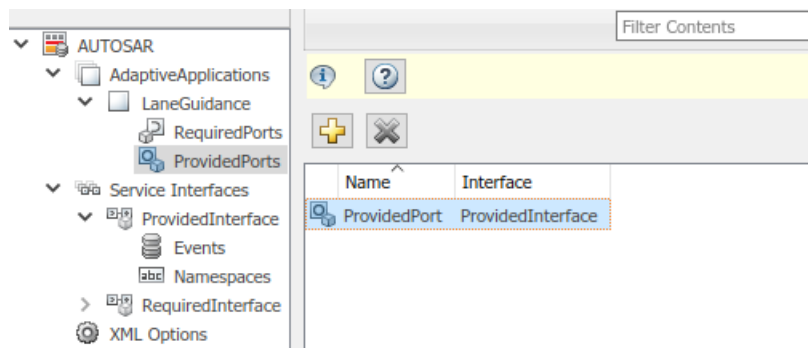 Filter Contents
AUTOSAR
AdaptiveApplications
LaneGuidance
RequiredPorts
ProvidedPorts
Service Interfaces
ProvidedInterface
Events
abc Namespaces
RequiredInterface
XML Options
Name Interface
ProvidedPort ProvidedInterface